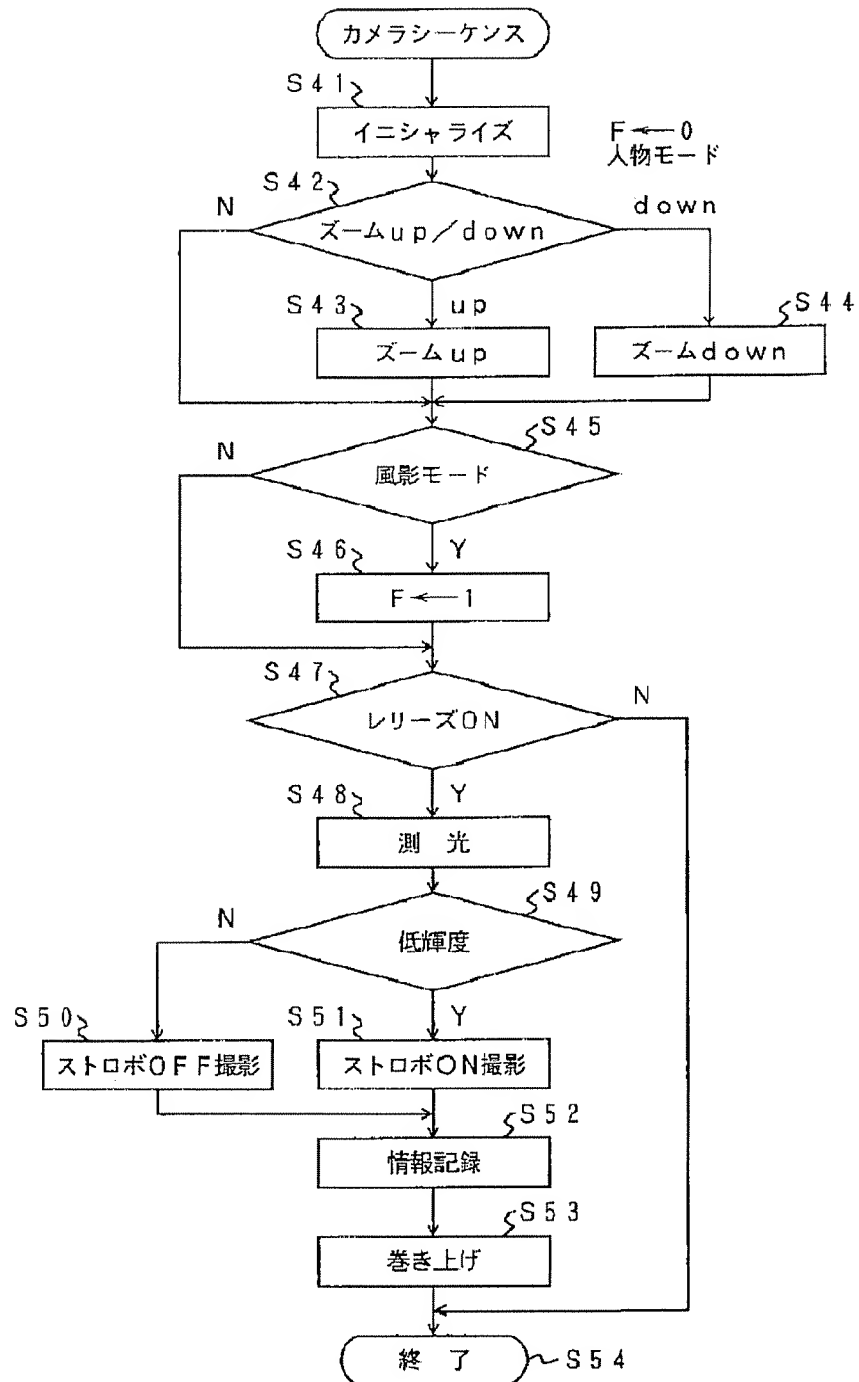 カメラシーケンス
S41
イニシャライズ
F←0
人物モード
S42
N
ズームup／down
down
S43
up
S44
ズームup
ズームdown
S45
N
風影モード
S46
Y
F←1
S47
レリーズON
N
S48
Y
測 光
S49
N
低輝度
S50
S51
Y
ストロボOFF撮影
ストロボON撮影
S52
情報記録
S53
巻き上げ
終 了
S54